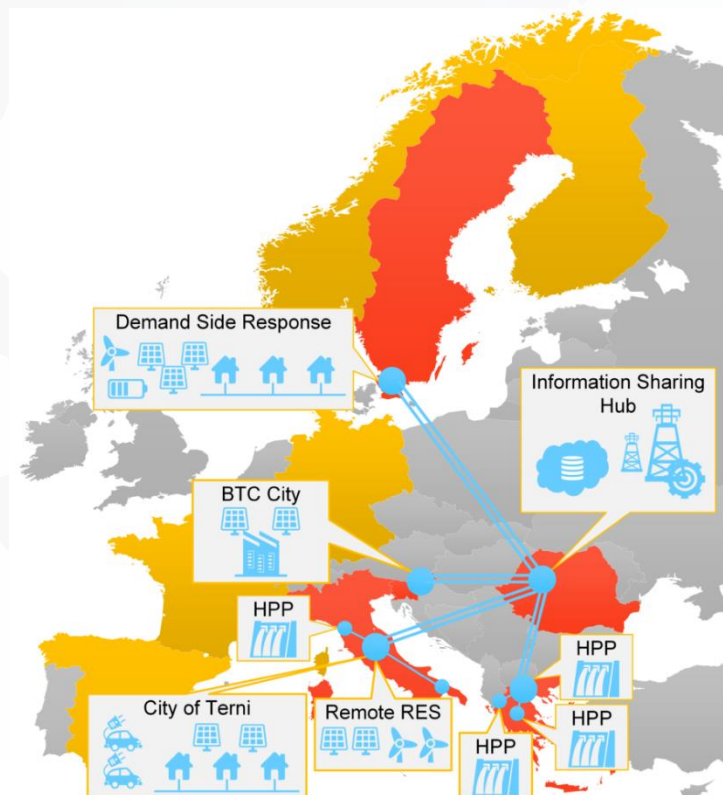 Demand Side Response
Information Sharing
Hub
BTC City
HPP
HPP
City of Terni
Remote RES
HPP
HPP